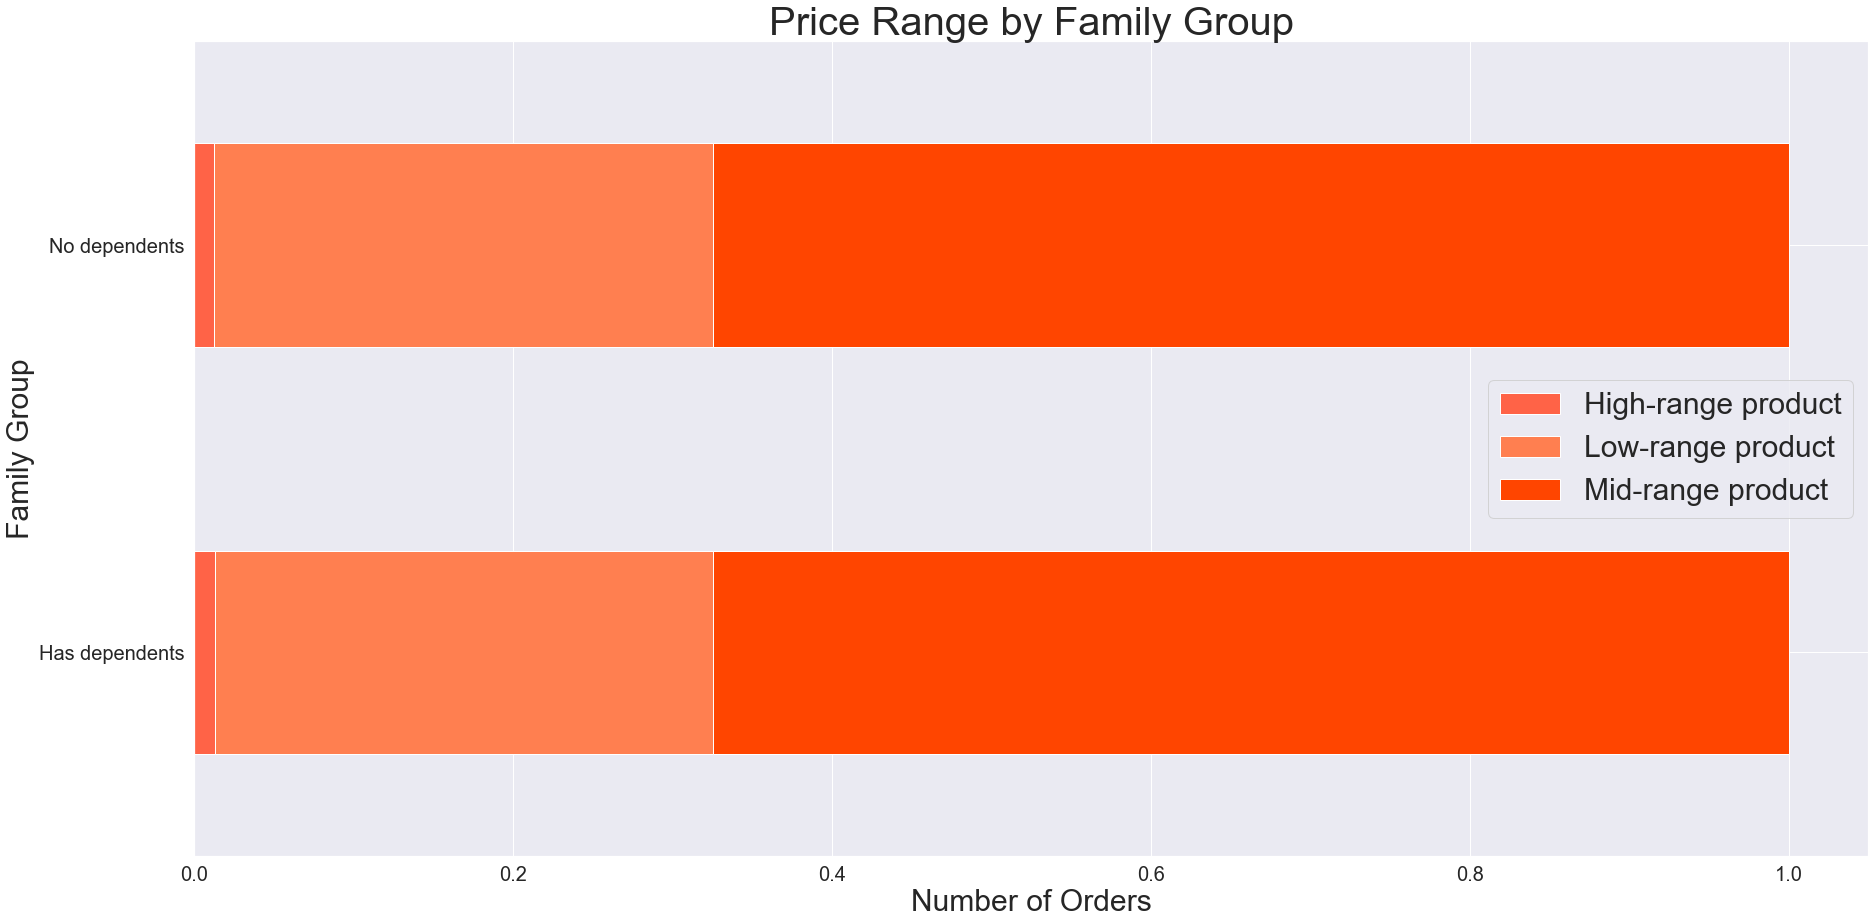 Price Range by Family Group
Family Group
No dependents
Has dependents
High-range product
Low-range product
Mid-range product
0.0 0.2 0.4 0.6 0.8 1.0
Number of Orders